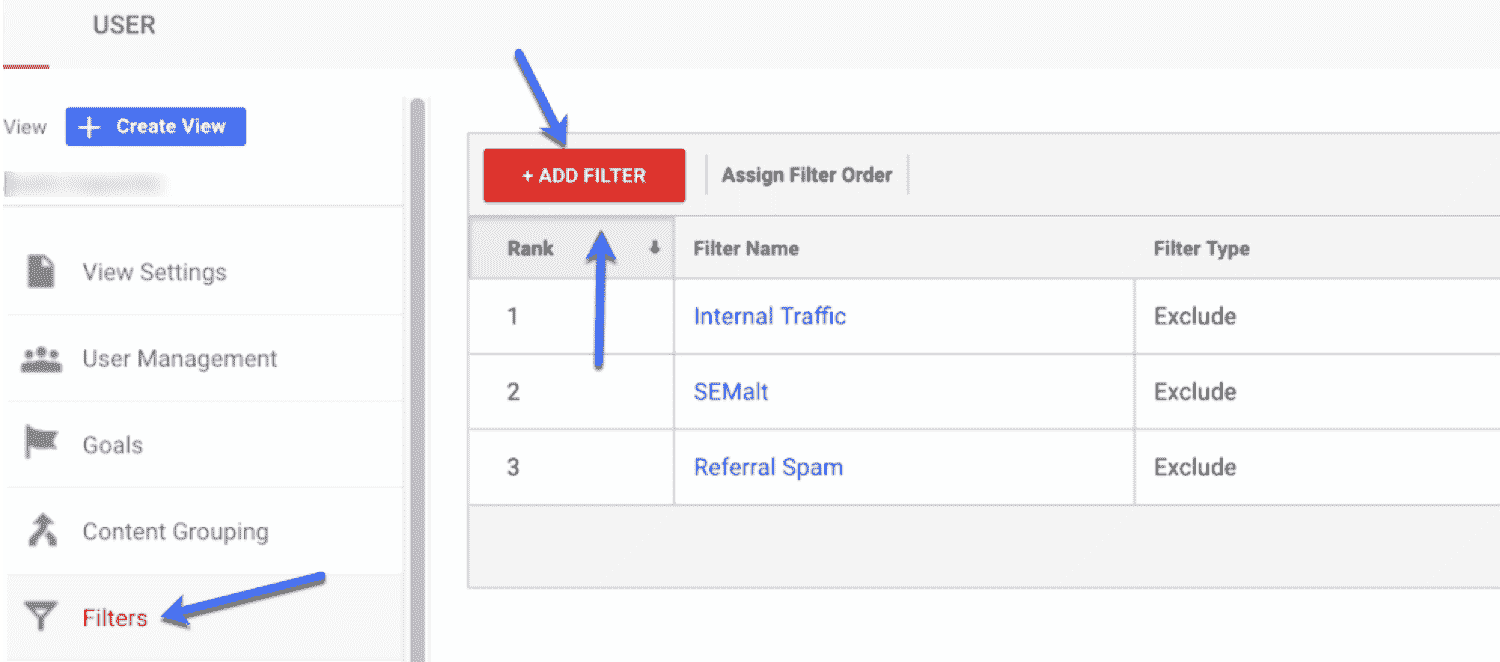 USER
View
+ Create View
View Settings
User Management
Goals
Content Grouping
Filters
+ ADD FILTER Assign Filter Order
Rank Filter Name Filter Type
1 Internal Traffic Exclude
2 SEMalt Exclude
3 Referral Spam Exclude